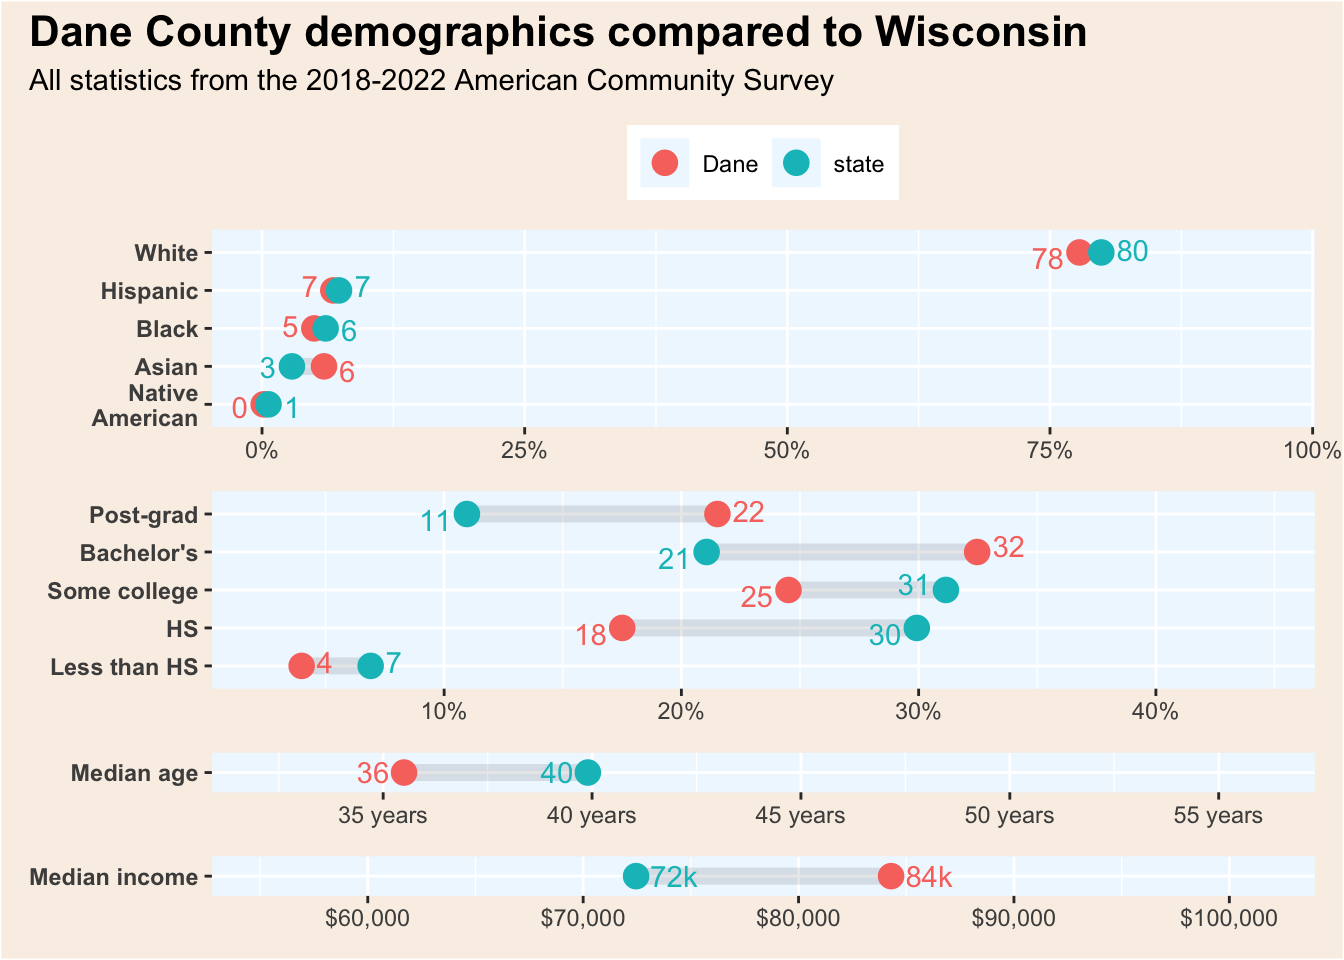 Dane County demographics compared to Wisconsin
All statistics from the 2018-2022 American Community Survey
Dane state
White 78 80
Hispanic 7 7
Black 5 6
Asian 3 6
Native
American 0 1
0% 25% 50% 75% 100%
Post-grad 11 22
Bachelor's 21 32
Some college 25 31
HS 18 30
Less than HS 4 7
10% 20% 30% 40%
Median age 36 40
35 years 40 years 45 years 50 years 55 years
Median income 72k 84k
$60,000 $70,000 $80,000 $90,000 $100,000